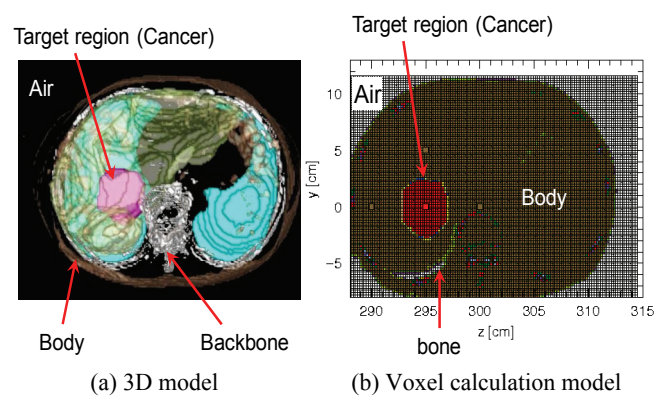 Target region (Cancer)
Air
Body
Backbone
(a) 3D model
Target region (Cancer)
Air
10
5
0
−5
y [cm]
Body
290
295
300
305
310
315
z [cm]
bone
(b) Voxel calculation model